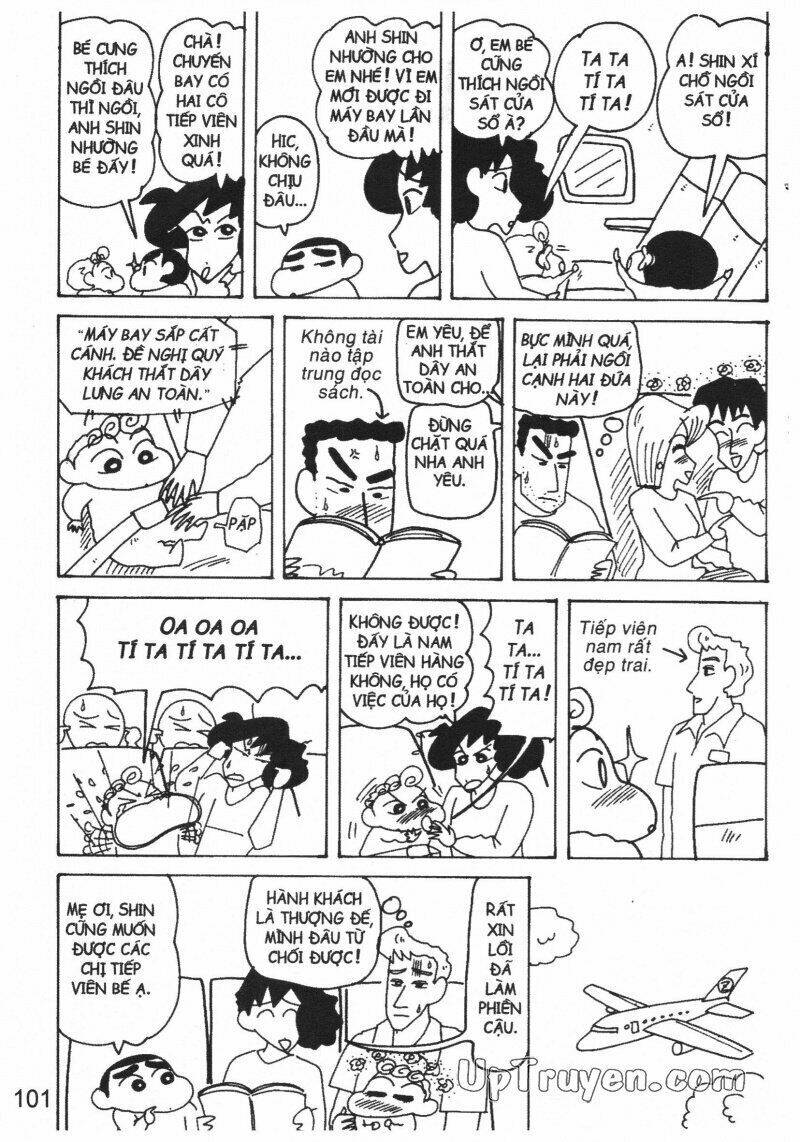 A! SHIN XÍ
CHỖ NGỒI
SÁT CỬA
SỔ!
TA TA
TÍ TA
TÍ TA!
Ơ, EM BÉ
CŨNG
THÍCH NGỒI
SÁT CỬA
SỔ À?
ANH SHIN
NHƯỜNG CHO
EM NHÉ! VÌ EM
MỚI ĐƯỢC ĐI
MÁY BAY LẦN
ĐẦU MÀ!
HIC,
KHÔNG
CHỊU
ĐÂU...
CHÀ!
CHUYẾN
BAY CÓ
HAI CÔ
TIẾP VIÊN
XINH
QUÁ!
BÉ CƯNG
THÍCH
NGỒI ĐÂU
THÌ NGỒI,
ANH SHIN
NHƯỜNG
BÉ ĐẤY!
BỰC MÌNH QUÁ,
LẠI PHẢI NGỒI
CẠNH HAI ĐỨA
NÀY!
EM YÊU, ĐỂ
ANH THẮT
DÂY AN
TOÀN CHO...
ĐỪNG
CHẶT QUÁ
NHA ANH
YÊU.
Không tài
nào tập
trung đọc
sách.
"MÁY BAY SẮP CẤT
CÁNH. ĐỀ NGHỊ QUÝ
KHÁCH THẮT DÂY
LƯNG AN TOÀN."
PẶP
Tiếp viên
nam rất
đẹp trai.
TA
TA...
TÍ TA
TÍ TA!
KHÔNG ĐƯỢC!
ĐẤY LÀ NAM
TIẾP VIÊN HÀNG
KHÔNG, HỌ CÓ
VIỆC CỦA HỌ!
OA OA OA
TÍ TA TÍ TA TÍ TA...
RẤT
XIN
LỖI
ĐÃ
LÀM
PHIỀN
CẬU.
HÀNH KHÁCH
LÀ THƯỢNG ĐẾ,
MÌNH ĐÂU TỪ
CHỐI ĐƯỢC!
MẸ ƠI, SHIN
CŨNG MUỐN
ĐƯỢC CÁC
CHỊ TIẾP
VIÊN BẾ Ạ.
UpTruyen.com
101